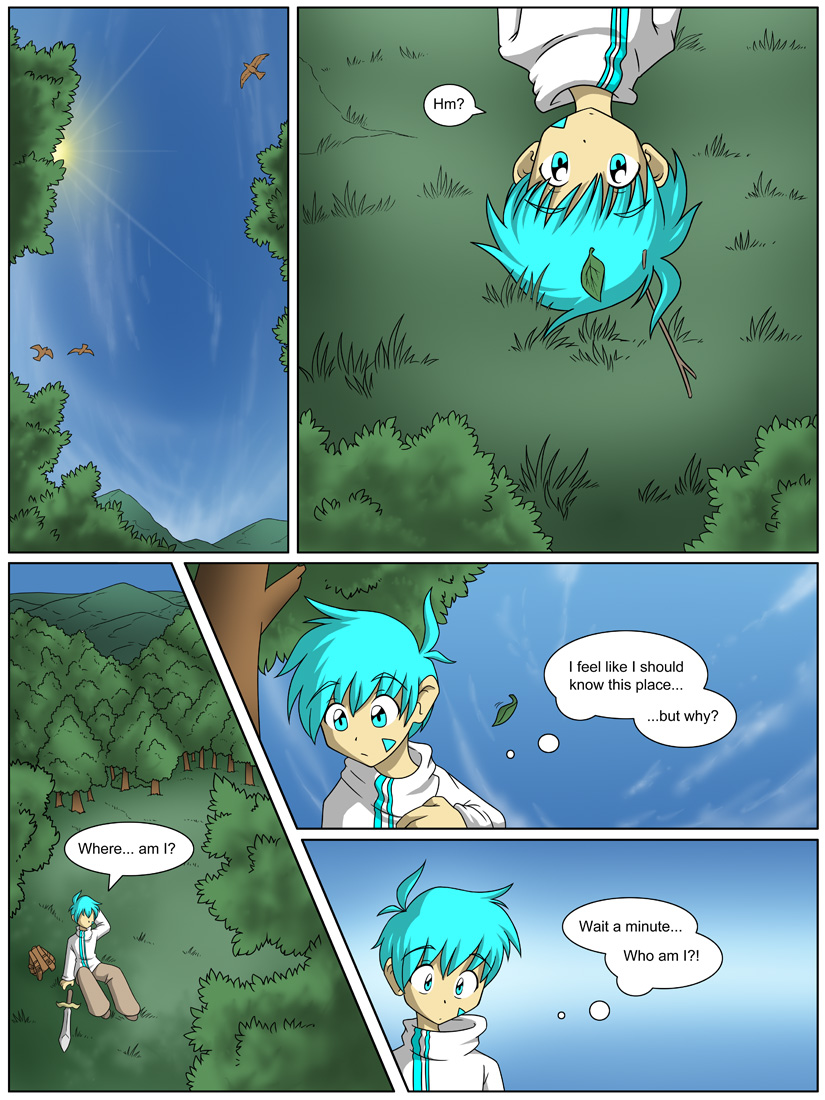 Hm?
Where... am I?
I feel like I should
know this place...
...but why?
Wait a minute...
Who am I?!